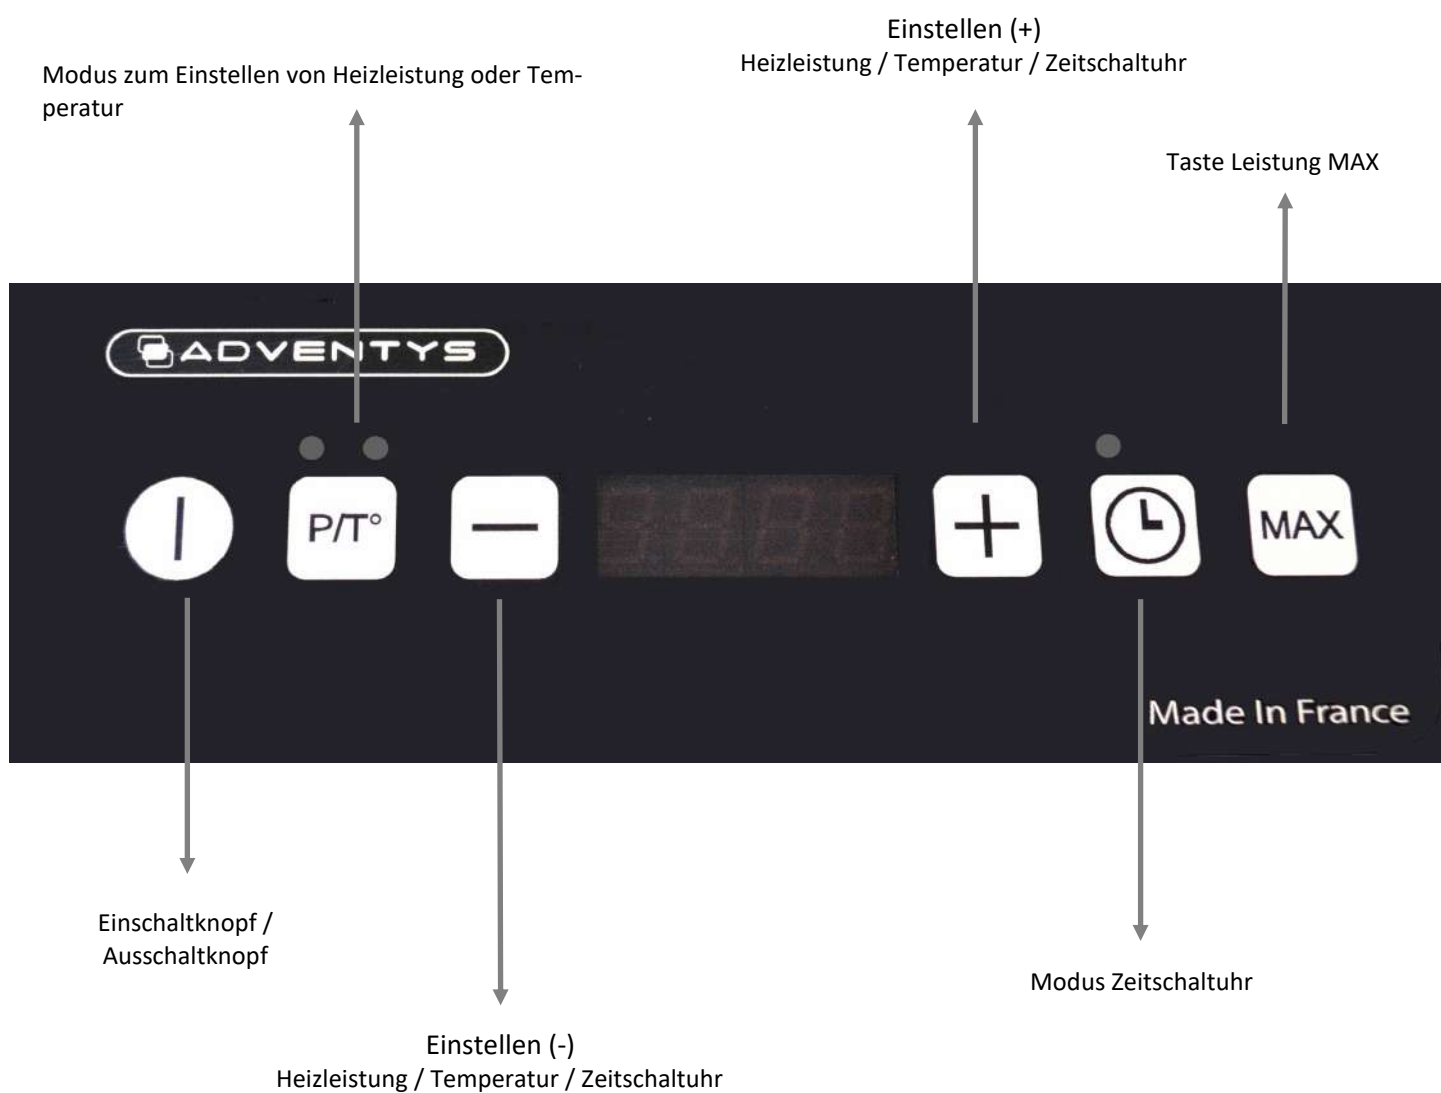 Einstellen (+)
Heizleistung / Temperatur / Zeitschaltuhr
Modus zum Einstellen von Heizleistung oder Tem-
peratur
Taste Leistung MAX
ADVENTYS
P/T°
MAX
Made In France
Einschaltknopf /
Ausschaltknopf
Modus Zeitschaltuhr
Einstellen (-)
Heizleistung / Temperatur / Zeitschaltuhr